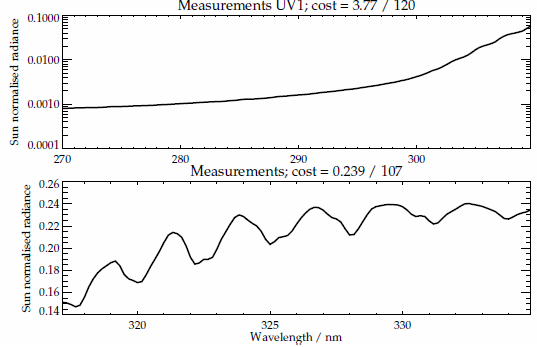 Measurements UV1; cost = 3.77 / 120
Sun normalised radiance
0.1000
0.0100
0.0010
0.0001
270 280 290 300
Measurements; cost = 0.239 / 107
Sun normalised radiance
0.26
0.24
0.22
0.20
0.18
0.16
0.14
320 325 330
Wavelength / nm